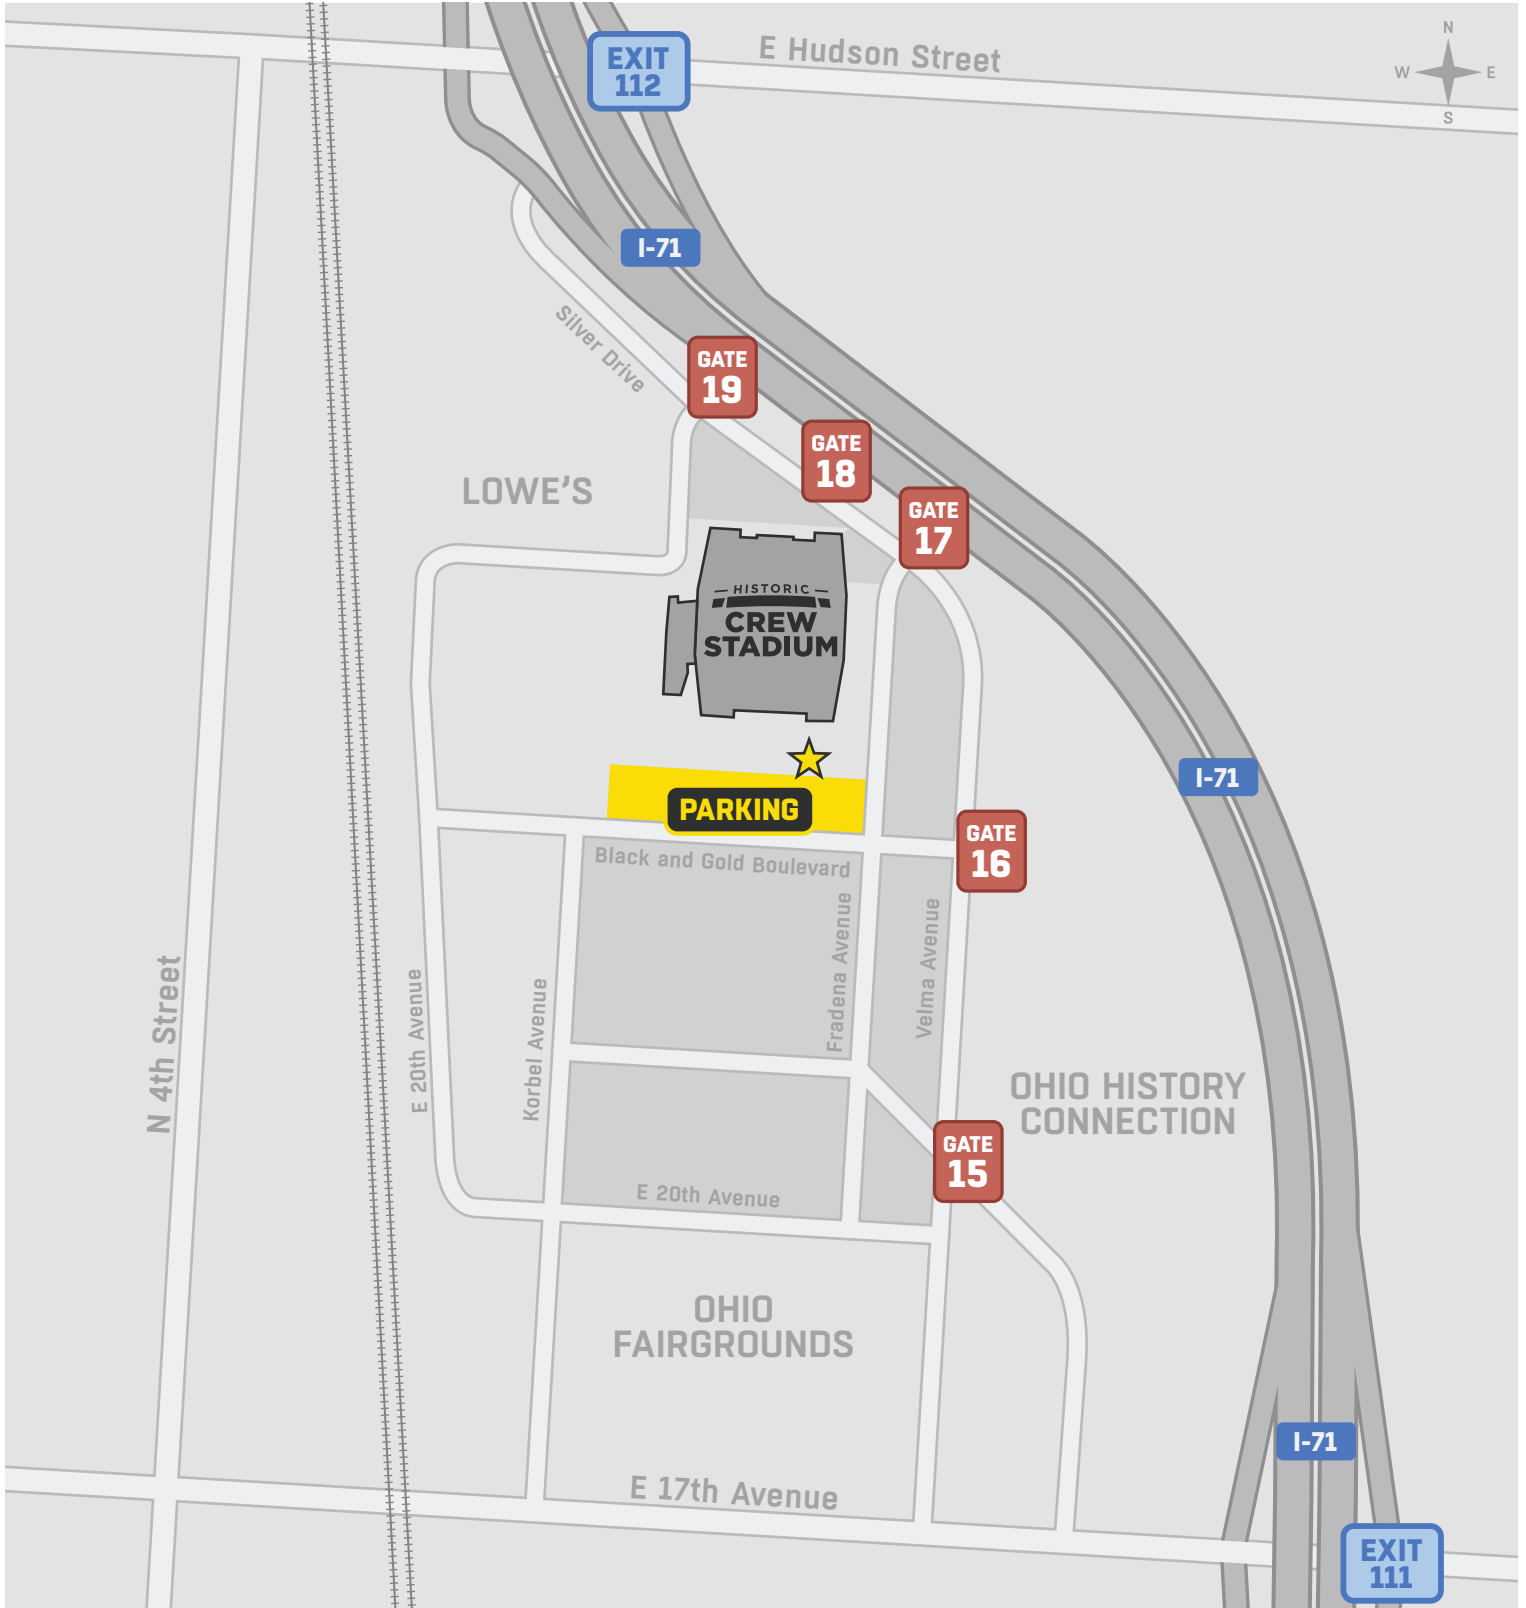 E Hudson Street
N
W
E
S
EXIT
112
I-71
Silver Drive
GATE
19
GATE
18
LOWE'S
GATE
17
HISTORIC
CREW
STADIUM
I-71
PARKING
GATE
16
Black and Gold Boulevard
Fradena Avenue
Velma Avenue
N 4th Street
E 20th Avenue
Korbel Avenue
OHIO HISTORY
CONNECTION
GATE
15
E 20th Avenue
OHIO
FAIRGROUNDS
I-71
E 17th Avenue
EXIT
111